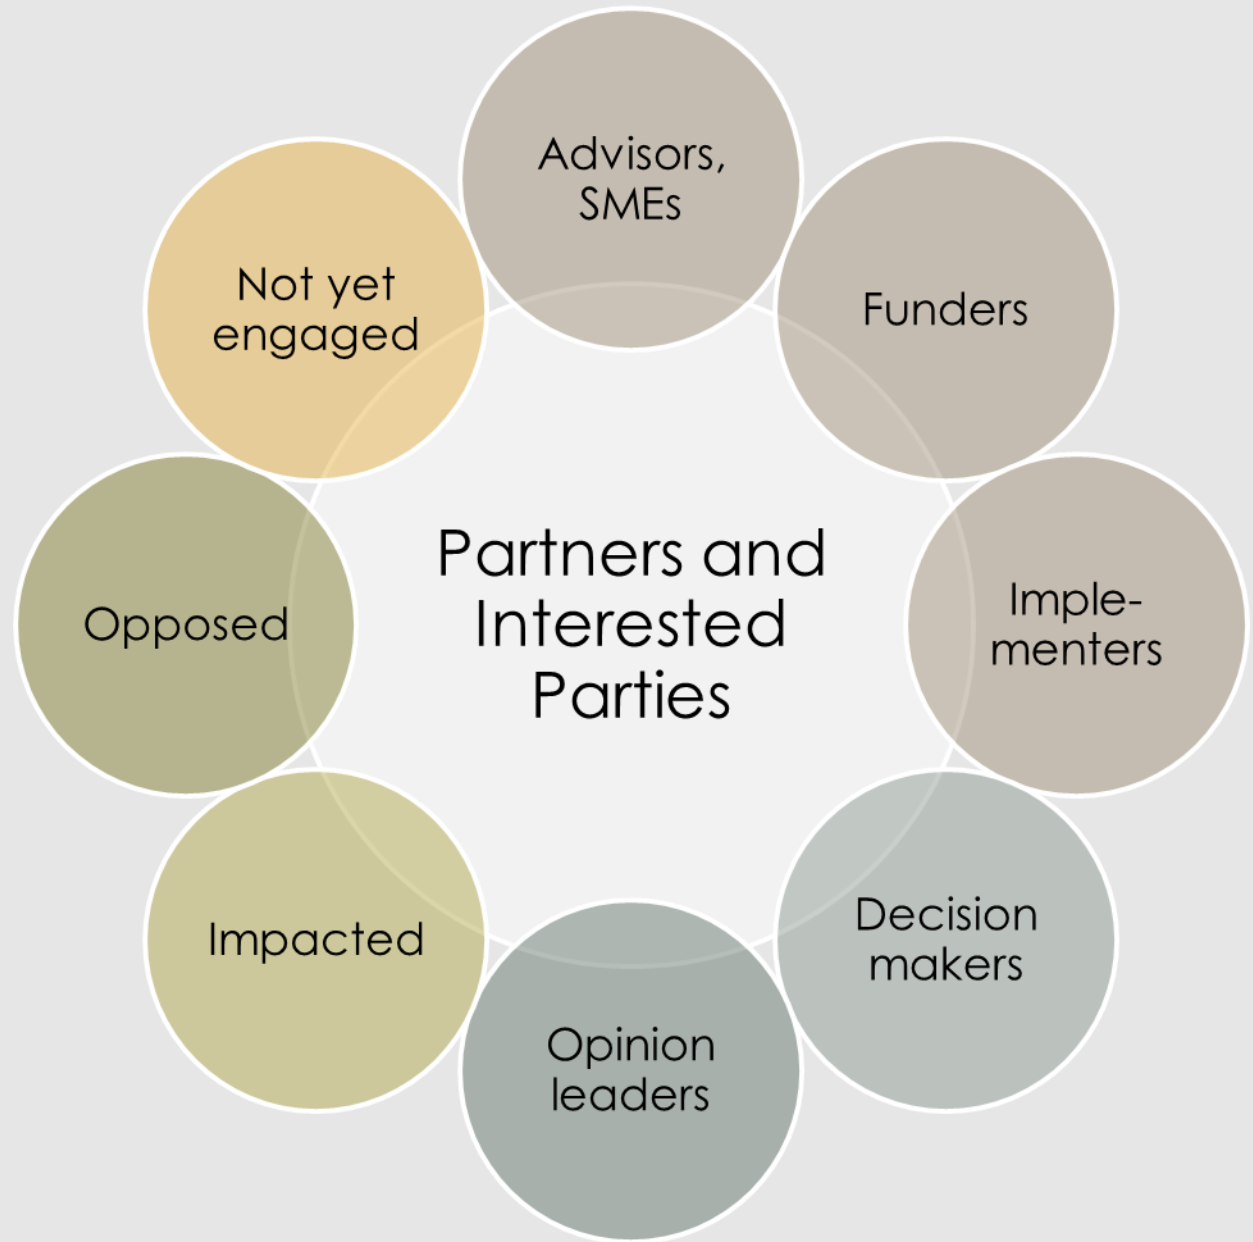 Advisors,
SMEs
Funders
Imple-
menters
Decision
makers
Opinion
leaders
Impacted
Opposed
Not yet
engaged
Partners and
Interested
Parties